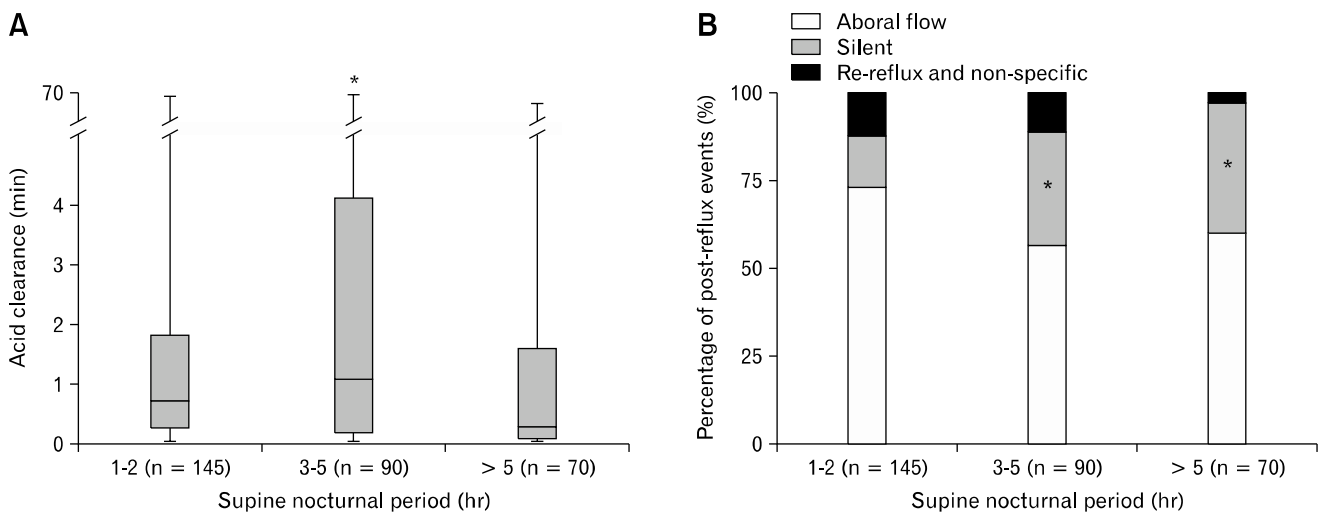 A
Acid clearance (min)
70
4
3
2
1
0
*
1-2 (n = 145)
3-5 (n = 90)
> 5 (n = 70)
Supine nocturnal period (hr)
B
Aboral flow
Silent
Re-reflux and non-specific
Percentage of post-reflux events (%)
100
75
50
25
0
*
*
1-2 (n = 145)
3-5 (n = 90)
> 5 (n = 70)
Supine nocturnal period (hr)